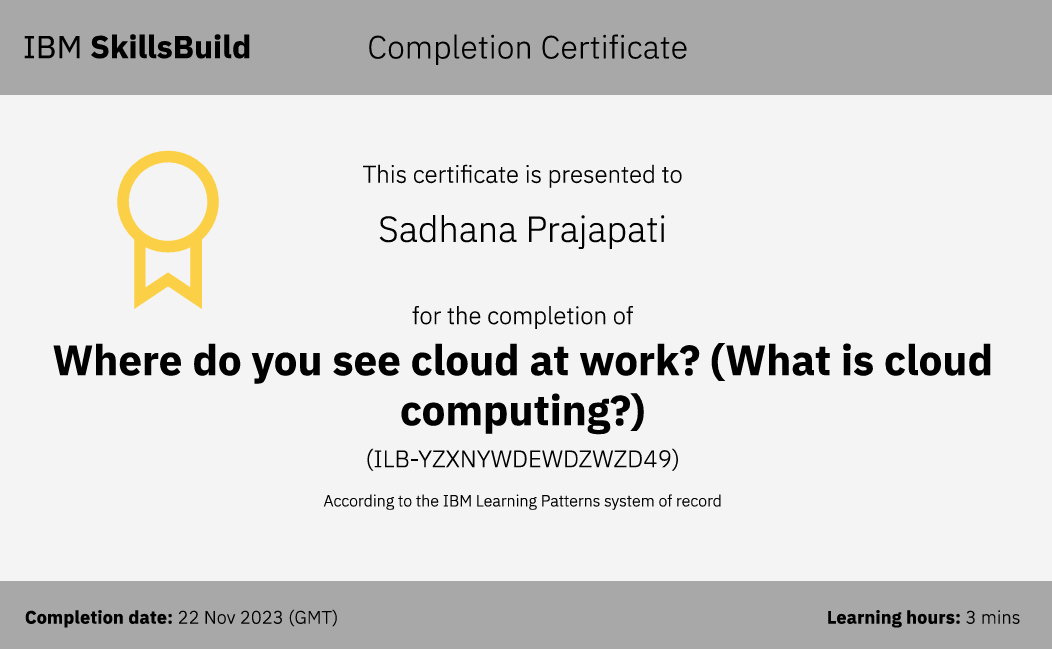 IBM SkillsBuild
Completion Certificate
This certificate is presented to
Sadhana Prajapati
for the completion of
Where do you see cloud at work? (What is cloud
computing?)
(ILB-YZXNYWDEWDZWZD49)
According to the IBM Learning Patterns system of record
Completion date: 22 Nov 2023 (GMT)
Learning hours: 3 mins